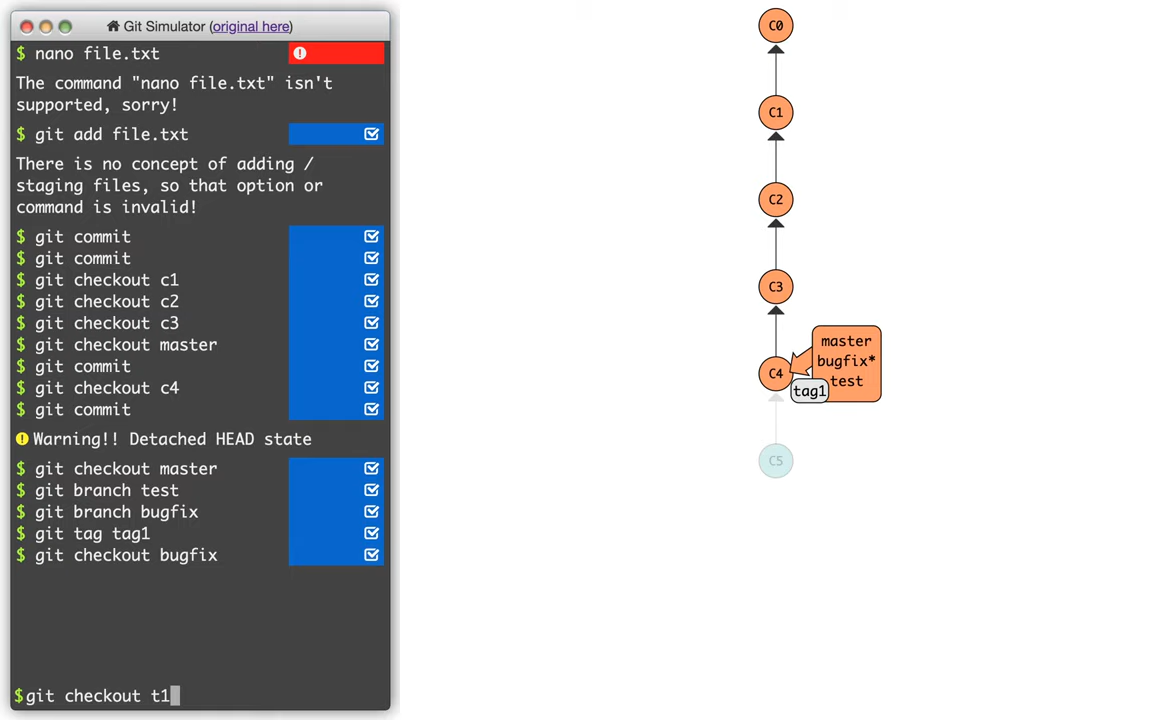 Git Simulator (original here)
$ nano file.txt
The command "nano file.txt" isn't
supported, sorry!
$ git add file.txt
There is no concept of adding /
staging files, so that option or
command is invalid!
$ git commit
$ git commit
$ git checkout c1
$ git checkout c2
$ git checkout c3
$ git checkout master
$ git commit
$ git checkout c4
$ git commit
Warning!! Detached HEAD state
$ git checkout master
$ git branch test
$ git branch bugfix
$ git tag tag1
$ git checkout bugfix
$git checkout t1
C0
C1
C2
C3
C4
master
bugfix*
test
tag1
C5